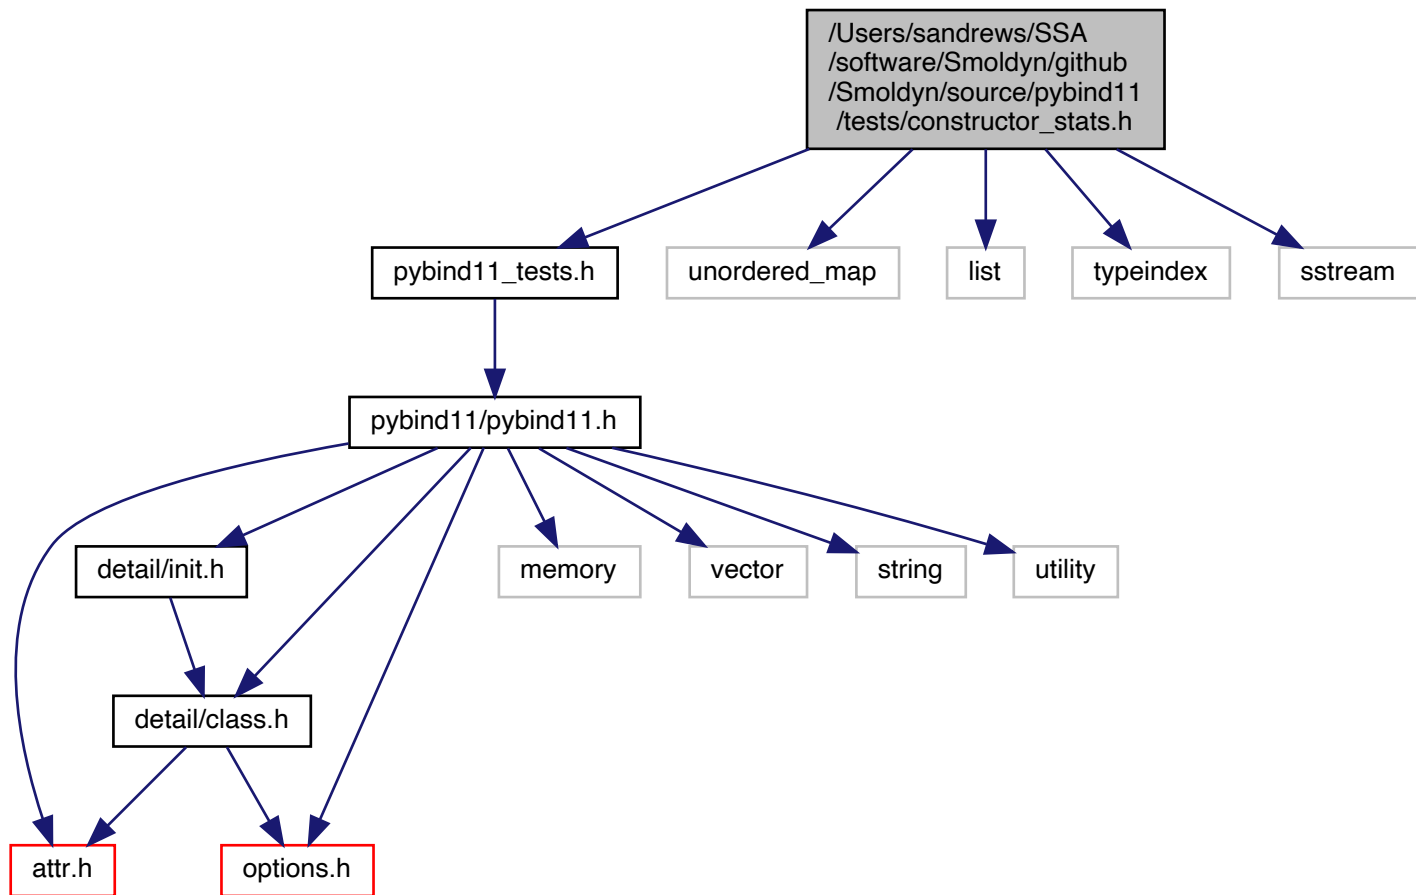 /Users/sandrews/SSA
/software/Smoldyn/github
/Smoldyn/source/pybind11
/tests/constructor_stats.h
pybind11_tests.h
unordered_map
list
typeindex
sstream
pybind11/pybind11.h
detail/init.h
memory
vector
string
utility
detail/class.h
attr.h
options.h